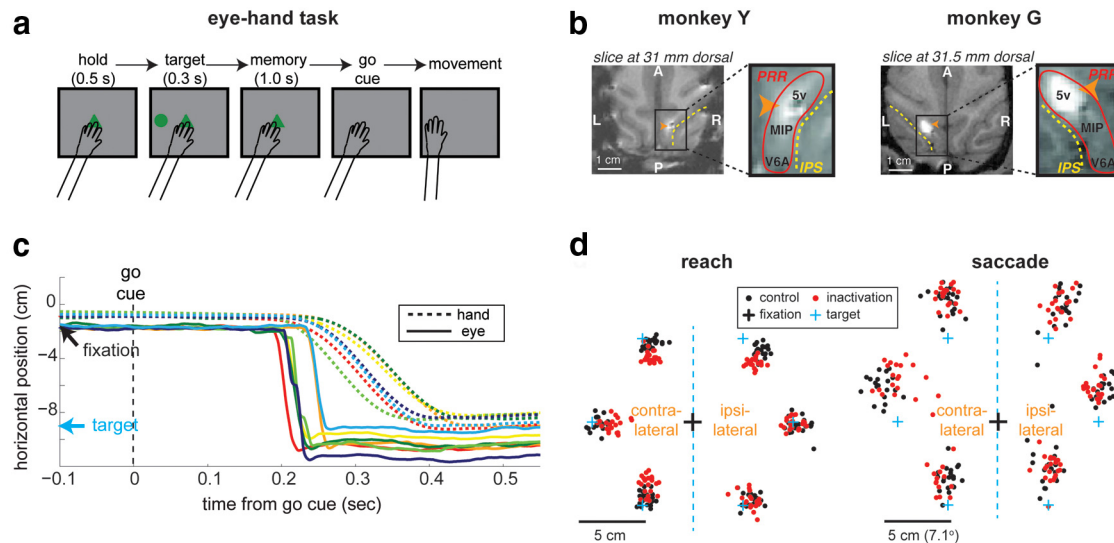 a
eye-hand task
hold
(0.5 s)
target
(0.3 s)
memory
(1.0 s)
go
cue
movement
b
monkey Y
monkey G
slice at 31 mm dorsal
A
L
R
P
1 cm
PRR
5v
MIP
V6A
IPS
slice at 31.5 mm dorsal
A
L
R
P
1 cm
PRR
5v
MIP
V6A
IPS
c
horizontal position (cm)
0
−4
−8
go
cue
fixation
target
hand
eye
−0.1
0
0.1
0.2
0.3
0.4
0.5
time from go cue (sec)
d
reach
saccade
control
inactivation
fixation
target
contra-
lateral
ipsi-
lateral
contra-
lateral
ipsi-
lateral
5 cm
5 cm (7.1°)